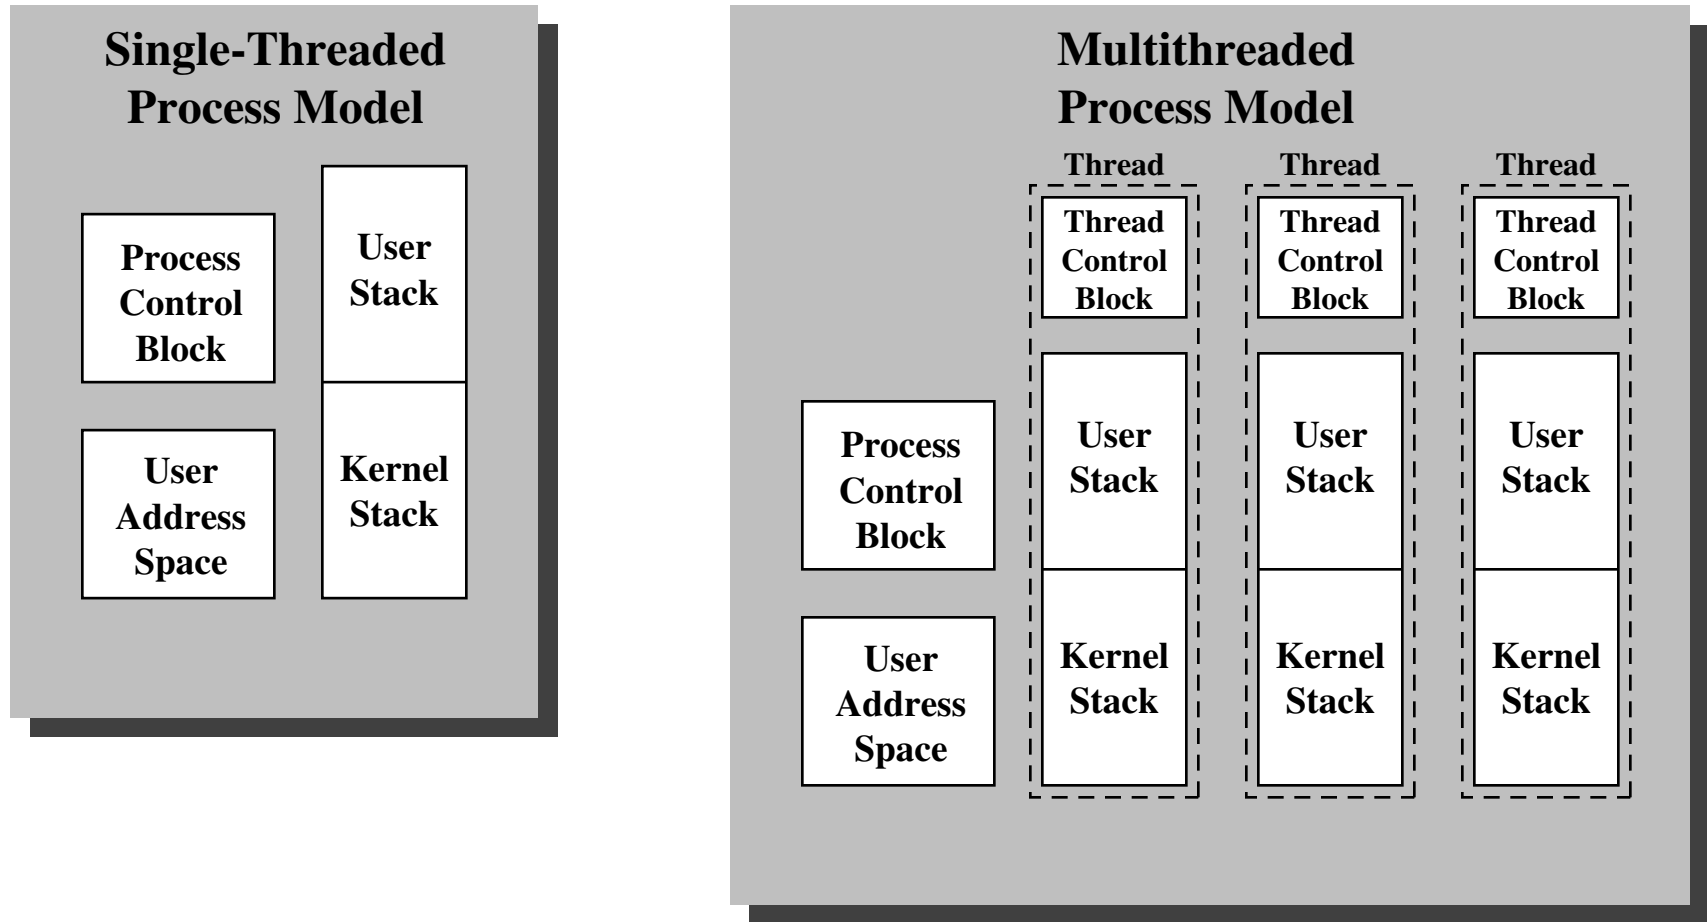 Single-Threaded
Process Model
Process
Control
Block
User
Stack
User
Address
Space
Kernel
Stack
Multithreaded
Process Model
Process
Control
Block
User
Address
Space
Thread
Thread
Control
Block
User
Stack
Kernel
Stack
Thread
Thread
Control
Block
User
Stack
Kernel
Stack
Thread
Thread
Control
Block
User
Stack
Kernel
Stack